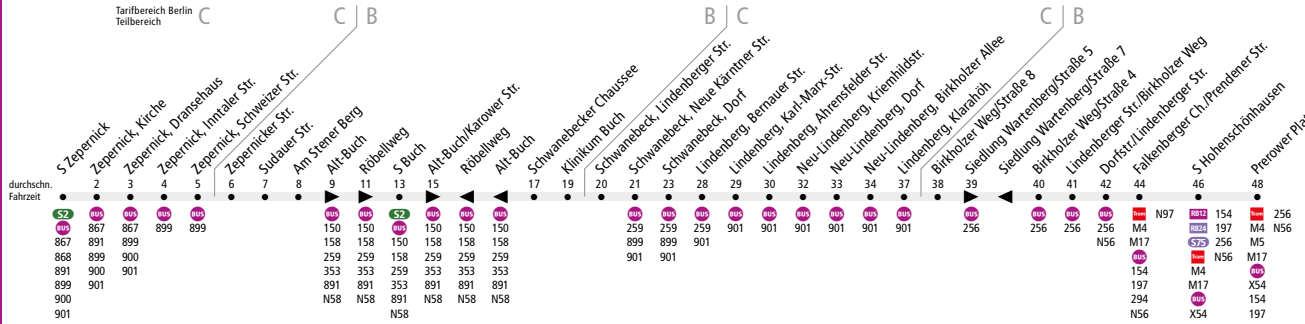 Tarifbereich Berlin
Teilbereich
C
C | B
B | C
C | B
S Zepernick
Zepernick, Kirche
Zepernick, Dransehaus
Zepernick, Inntaler Str.
Zepernick, Schweizer Str.
Zepernicker Str.
Sudauer Str.
Am Stener Berg
Alt-Buch
Röbellweg
S Buch
Alt-Buch/Karower Str.
Röbellweg
Alt-Buch
Schwanebecker Chaussee
Klinikum Buch
Schwanebeck, Lindenberger Str.
Schwanebeck, Neue Kärntner Str.
Schwanebeck, Dorf
Lindenberg, Bernauer Str.
Lindenberg, Karl-Marx-Str.
Lindenberg, Ahrensfelder Str.
Neu-Lindenberg, Kriemhildstr.
Neu-Lindenberg, Dorf
Neu-Lindenberg, Birkholzer Allee
Lindenberg, Klarahöh
Birkholzer Weg/Straße 8
Siedlung Wartenberg/Straße 5
Siedlung Wartenberg/Straße 7
Birkholzer Weg/Straße 4
Lindenberger Str./Birkholzer Weg
Dorfstr./Lindenberger Str.
Falkenberger Ch./Prendener Str.
S Hohenschönhausen
Prerower Pla
durchschn.
Fahrzeit
2 3 4 5 6 7 8 9 11 13 15 17 19 20 21 23 28 29 30 32 33 34 37 38 39 40 41 42 44 46 48
S2 BUS BUS BUS BUS BUS BUS S2 BUS BUS BUS BUS BUS BUS BUS BUS BUS BUS BUS BUS BUS BUS BUS BUS Tram N97 RB12 154 Tram 256
BUS 867 867 899 899 150 150 BUS 150 150 150 259 259 259 901 901 901 901 901 901 256 256 256 256 M4 RB24 197 M4 N56
867 891 899 158 158 150 158 158 158 899 899 901 N56 M17 S75 256 M5
868 899 900 259 259 158 259 259 259 901 901 BUS Tram N56 M17
891 900 901 353 353 259 353 353 353 154 M4 BUS
899 901 891 891 353 891 891 891 197 M17 X54
900 N58 N58 891 N58 N58 N58 294 BUS 154
901 N58 N56 X54 197